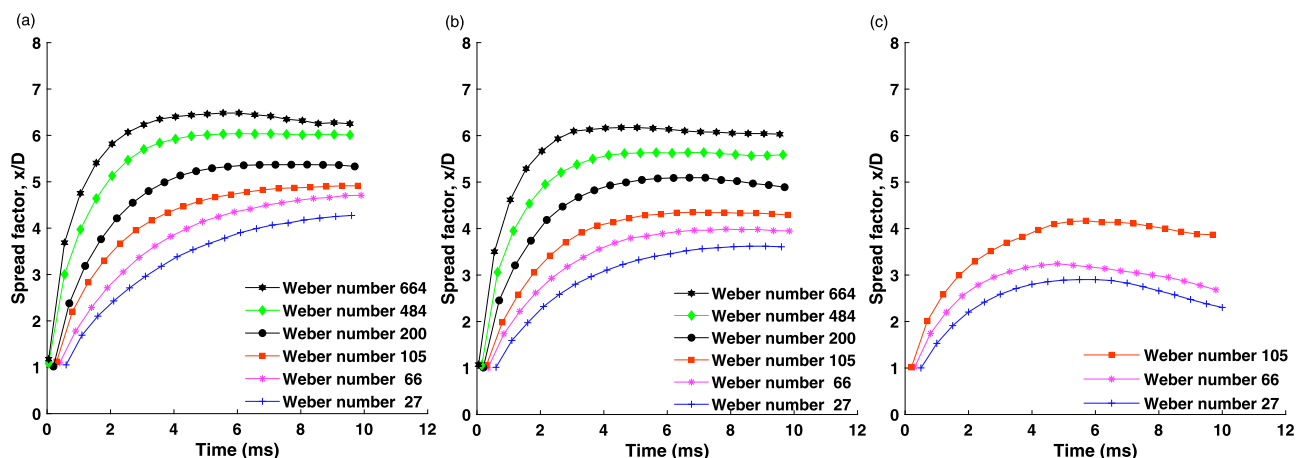 (a)
8
7
6
5
4
3
2
1
0
Spread factor, x/D
Weber number 664
Weber number 484
Weber number 200
Weber number 105
Weber number 66
Weber number 27
0 2 4 6 8 10 12
Time (ms)
(b)
8
7
6
5
4
3
2
1
0
Spread factor, x/D
Weber number 664
Weber number 484
Weber number 200
Weber number 105
Weber number 66
Weber number 27
0 2 4 6 8 10 12
Time (ms)
(c)
8
7
6
5
4
3
2
1
0
Spread factor, x/D
Weber number 105
Weber number 66
Weber number 27
0 2 4 6 8 10 12
Time (ms)